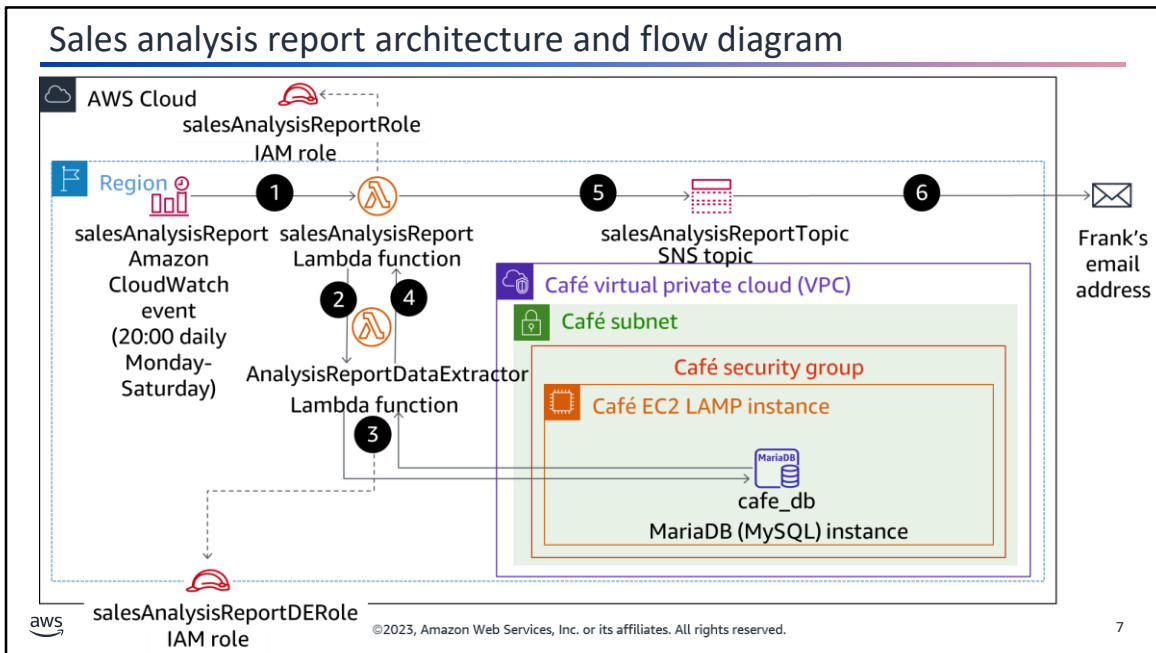 Sales analysis report architecture and flow diagram
AWS Cloud
salesAnalysisReportRole
IAM role
Region
1
5
6
salesAnalysisReport
Amazon
CloudWatch
event
(20:00 daily
Monday-
Saturday)
salesAnalysisReport
Lambda function
salesAnalysisReportTopic
SNS topic
Frank's
email
address
2
4
AnalysisReportDataExtractor
Lambda function
3
Café virtual private cloud (VPC)
Café subnet
Café security group
Café EC2 LAMP instance
MariaDB
cafe_db
MariaDB (MySQL) instance
salesAnalysisReportDERole
IAM role
aws
©2023, Amazon Web Services, Inc. or its affiliates. All rights reserved.
7